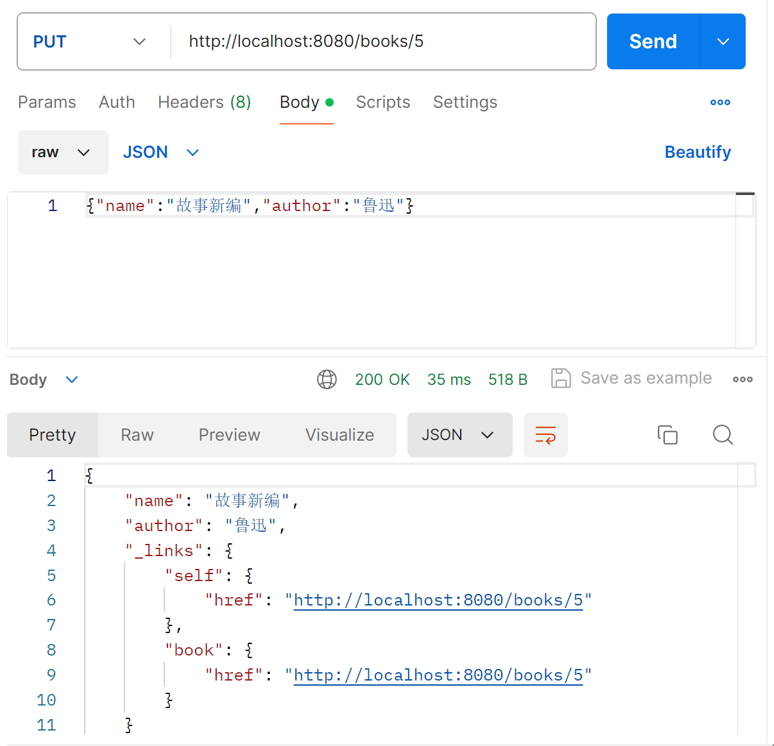 PUT http://localhost:8080/books/5 Send
Params Auth Headers (8) Body Scripts Settings
raw JSON Beautify
1 {"name":"故事新编","author":"鲁迅"}
Body 200 OK 35 ms 518 B Save as example
Pretty Raw Preview Visualize JSON
1 {
2 "name": "故事新编",
3 "author": "鲁迅",
4 "_links": {
5 "self": {
6 "href": "http://localhost:8080/books/5"
7 },
8 "book": {
9 "href": "http://localhost:8080/books/5"
10 }
11 }